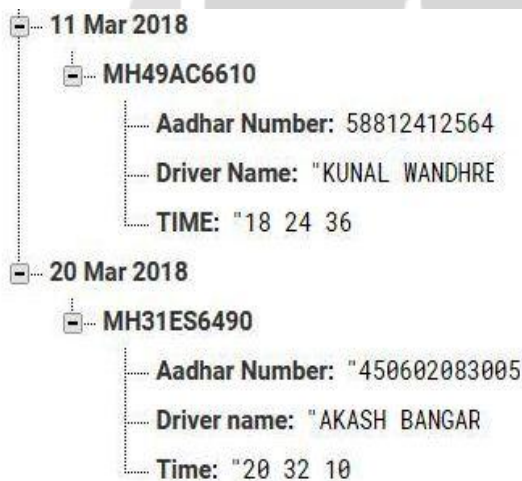 11 Mar 2018
MH49AC6610
Aadhar Number: 58812412564
Driver Name: "KUNAL WANDHRE
TIME: "18 24 36
20 Mar 2018
MH31ES6490
Aadhar Number: "450602083005
Driver name: "AKASH BANGAR
Time: "20 32 10